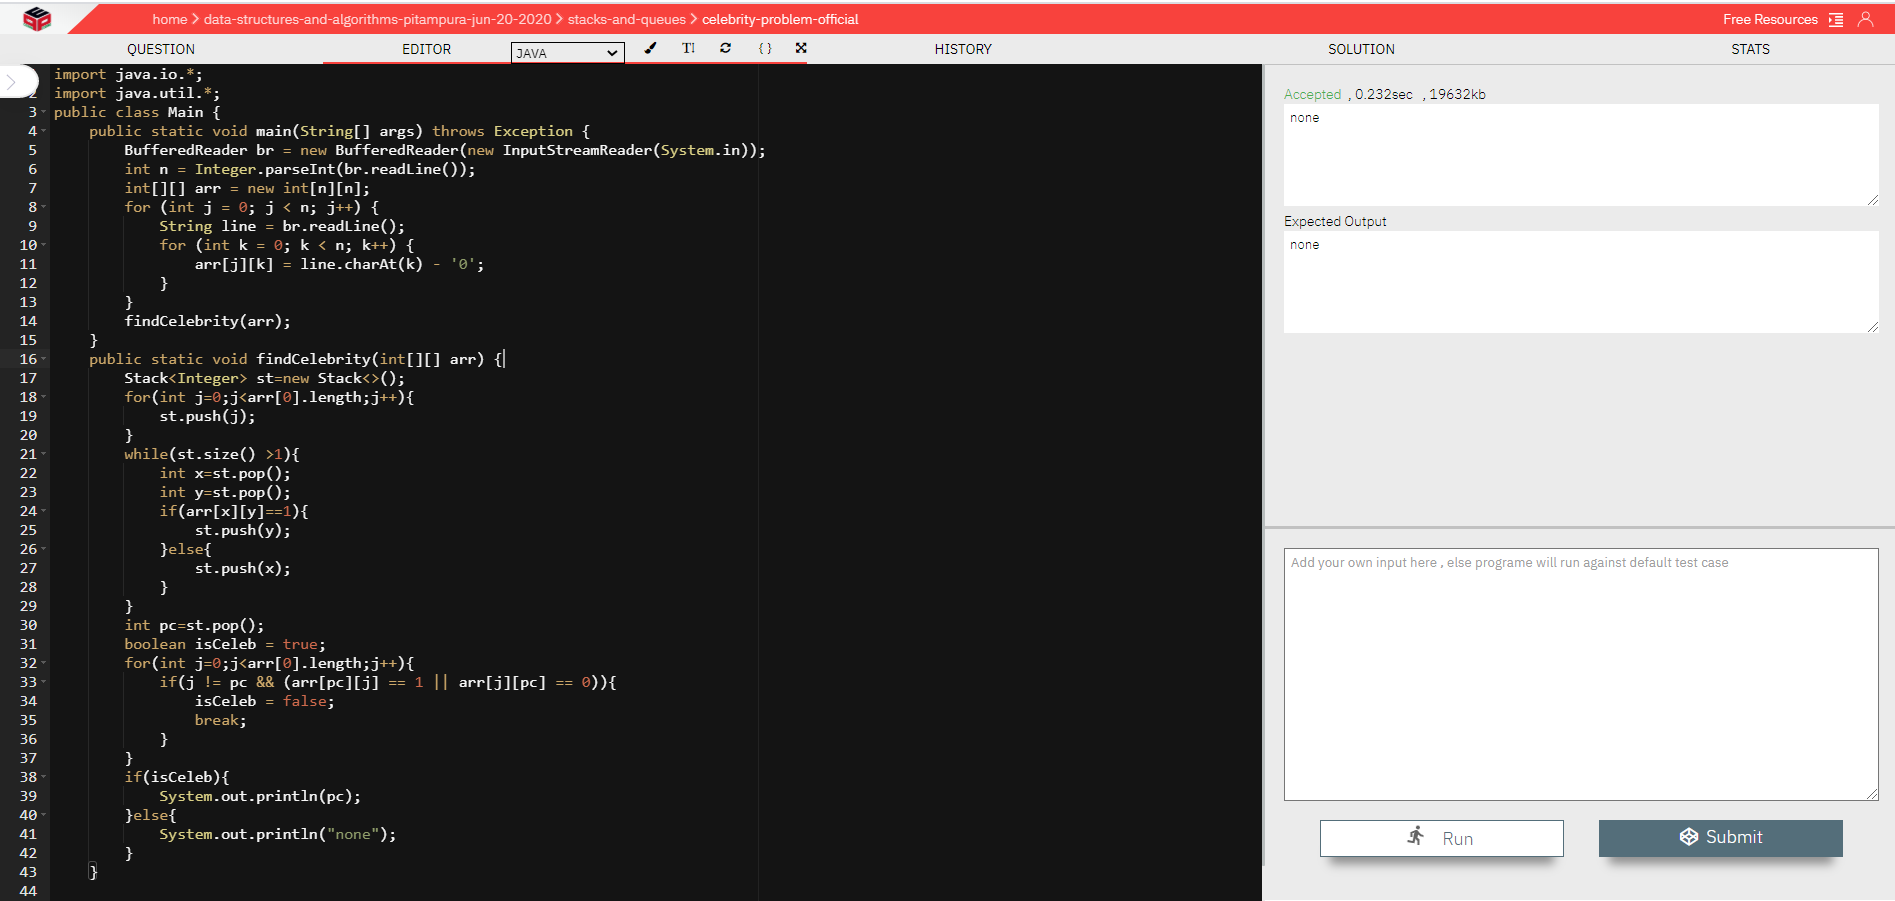 home > data-structures-and-algorithms-pitampura-jun-20-2020 > stacks-and-queues > celebrity-problem-official
Free Resources
QUESTION
EDITOR
JAVA
TI
{ }
HISTORY
SOLUTION
STATS
import java.io.*;
2 import java.util.*;
3 public class Main {
4     public static void main(String[] args) throws Exception {
5         BufferedReader br = new BufferedReader(new InputStreamReader(System.in));
6         int n = Integer.parseInt(br.readLine());
7         int[][] arr = new int[n][n];
8         for (int j = 0; j < n; j++) {
9             String line = br.readLine();
10             for (int k = 0; k < n; k++) {
11                 arr[j][k] = line.charAt(k) - '0';
12             }
13         }
14         findCelebrity(arr);
15     }
16     public static void findCelebrity(int[][] arr) {
17         Stack<Integer> st=new Stack<>();
18         for(int j=0;j<arr[0].length;j++){
19             st.push(j);
20         }
21         while(st.size() >1){
22             int x=st.pop();
23             int y=st.pop();
24             if(arr[x][y]==1){
25                 st.push(y);
26             }else{
27                 st.push(x);
28             }
29         }
30         int pc=st.pop();
31         boolean isCeleb = true;
32         for(int j=0;j<arr[0].length;j++){
33             if(j != pc && (arr[pc][j] == 1 || arr[j][pc] == 0)){
34                 isCeleb = false;
35                 break;
36             }
37         }
38         if(isCeleb){
39             System.out.println(pc);
40         }else{
41             System.out.println("none");
42         }
43     }
44
Accepted , 0.232sec , 19632kb
none
Expected Output
none
Add your own input here , else programe will run against default test case
Run
Submit